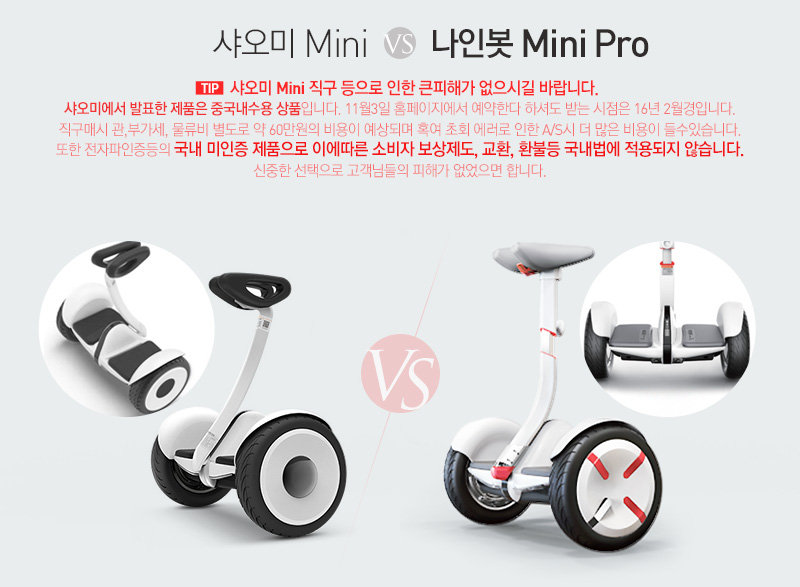 샤오미 Mini VS 나인봇 Mini Pro
TIP 샤오미 Mini 직구 등으로 인한 큰피해가 없으시길 바랍니다.
샤오미에서 발표한 제품은 중국내수용 상품입니다. 11월3일 홈페이지에서 예약한다 하셔도 받는 시점은 16년 2월경입니다.
직구매시 관,부가세, 물류비 별도로 약 60만원의 비용이 예상되며 혹여 초회 에러로 인한 A/S시 더 많은 비용이 들수있습니다.
또한 전자파인증등의 국내 미인증 제품으로 이에따른 소비자 보상제도, 교환, 환불등 국내법에 적용되지 않습니다.
신중한 선택으로 고객님들의 피해가 없었으면 합니다.
VS